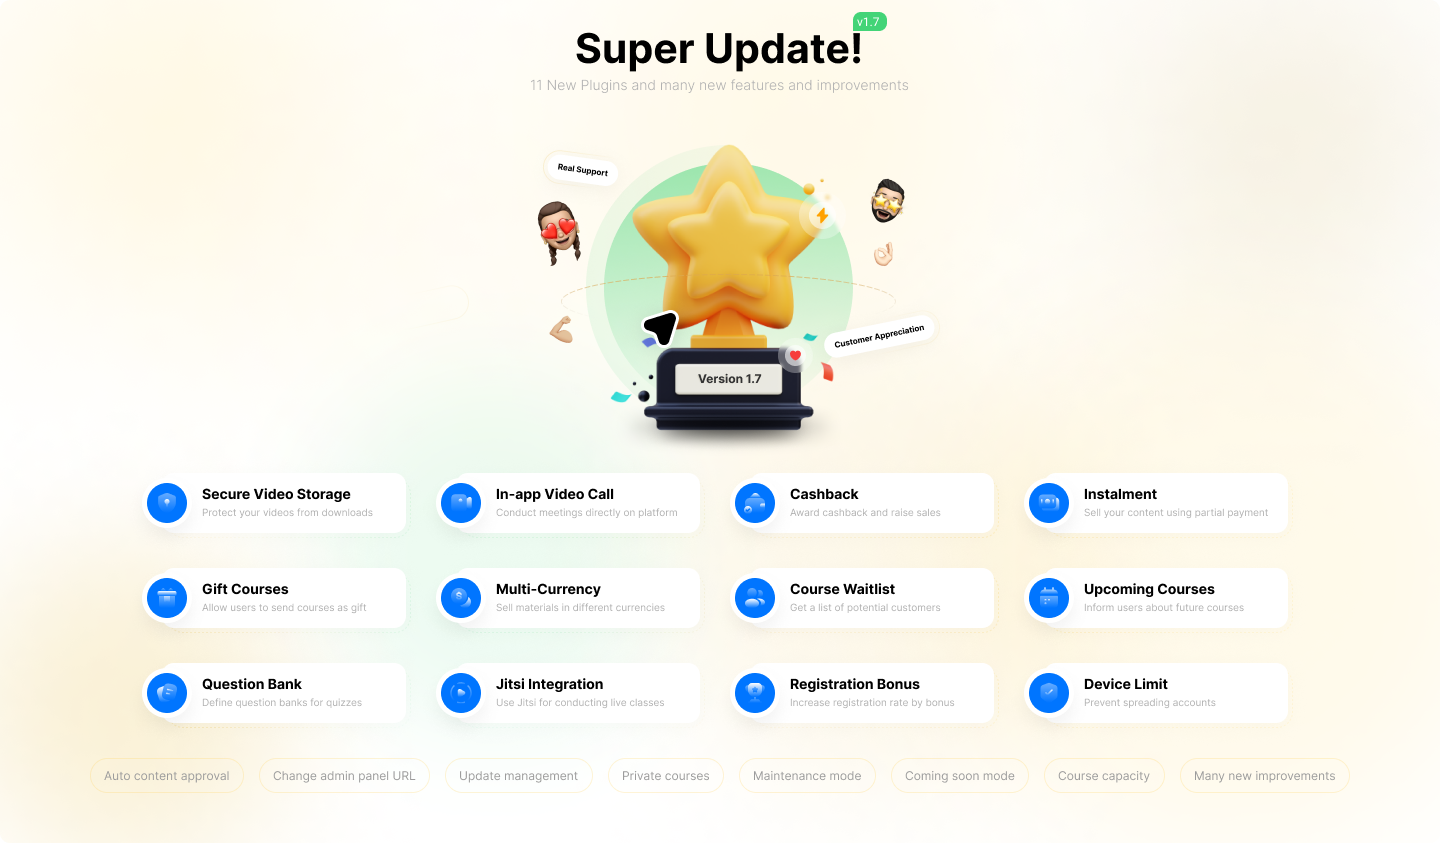 v1.7
Super Update!
11 New Plugins and many new features and improvements
Real Support
Customer Appreciation
Version 1.7
Secure Video Storage
Protect your videos from downloads
In-app Video Call
Conduct meetings directly on platform
Cashback
Award cashback and raise sales
Instalment
Sell your content using partial payment
Gift Courses
Allow users to send courses as gift
Multi-Currency
Sell materials in different currencies
Course Waitlist
Get a list of potential customers
Upcoming Courses
Inform users about future courses
Question Bank
Define question banks for quizzes
Jitsi Integration
Use Jitsi for conducting live classes
Registration Bonus
Increase registration rate by bonus
Device Limit
Prevent spreading accounts
Auto content approval
Change admin panel URL
Update management
Private courses
Maintenance mode
Coming soon mode
Course capacity
Many new improvements